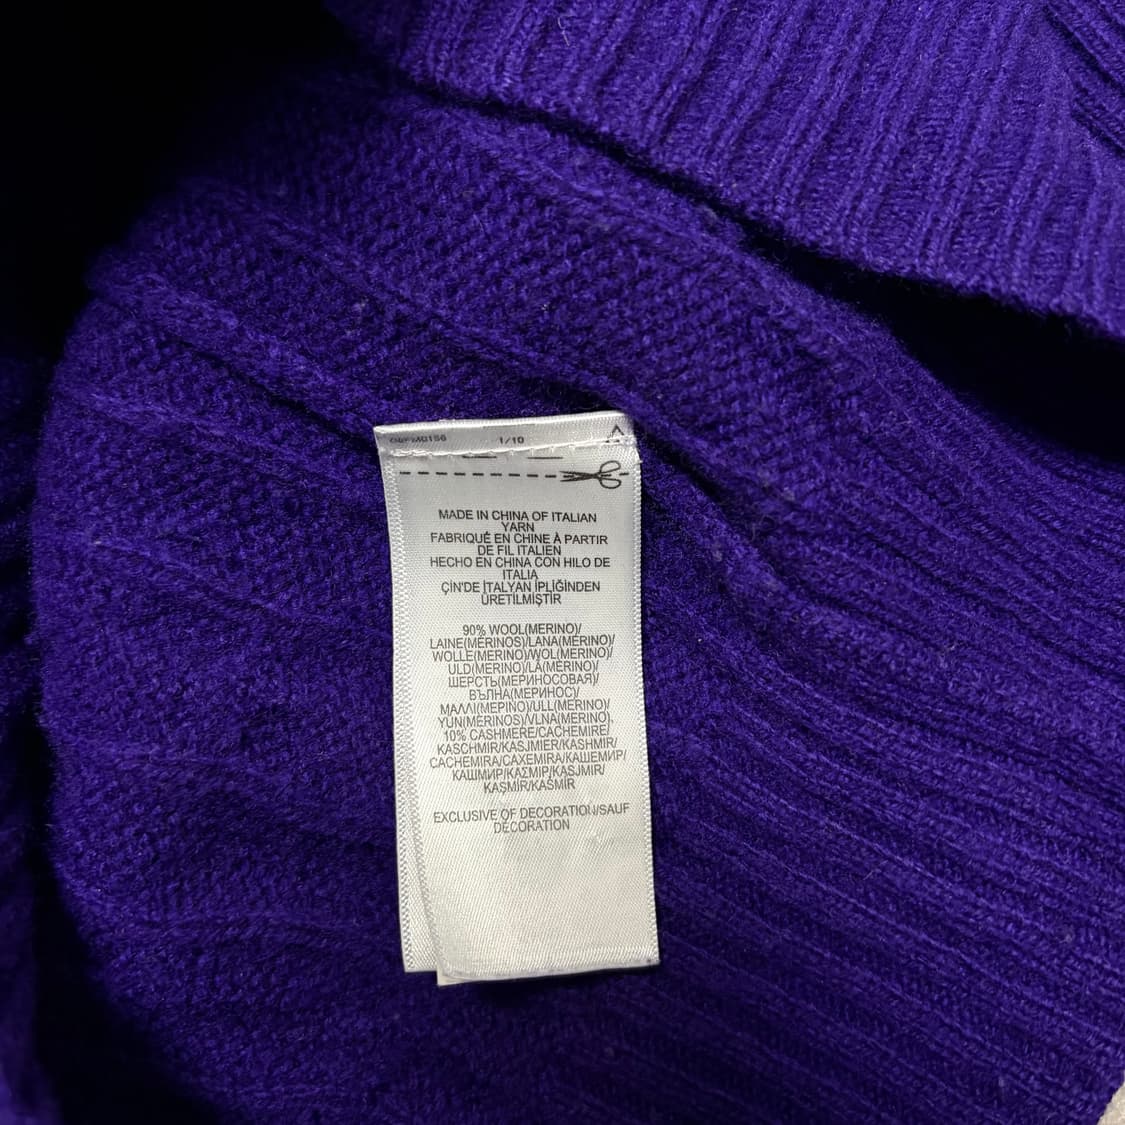 1/10
MADE IN CHINA OF ITALIAN
YARN
FABRIQUÉ EN CHINE À PARTIR
DE FIL ITALIEN
HECHO EN CHINA CON HILO DE
ITALIA
ÇİN'DE İTALYAN İPLİĞİNDEN
ÜRETİLMİŞTİR
90% WOOL(MERINO)/
LAINE(MÉRINOS)/LANA(MERINO)/
WOLLE(MERINO)/WOL(MERINO)/
ULD(MERINO)/LÃ(MERINO)/
ШЕРСТЬ(МЕРИНОСОВАЯ)/
ВЪЛНА(МЕРИНОС)/
ΜΑΛΛΙ(ΜΕΡΙΝΟ)/ULL(MERINO)/
YÜN(MERİNOS)/VLNA(MERINO),
10% CASHMERE/CACHEMIRE/
KASCHMIR/KASJMIER/KASHMIR/
CACHEMIRA/CAXEMIRA/КАШЕМИР/
КАШМИР/ΚΑΣΜΙΡ/KASJMIR/
KAŞMİR/KAŠMÍR
EXCLUSIVE OF DECORATION/SAUF
DÉCORATION